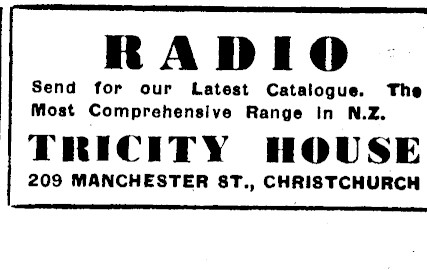 RADIO
Send for our Latest Catalogue. The
Most Comprehensive Range in N.Z.
TRICITY HOUSE
209 MANCHESTER ST., CHRISTCHURCH